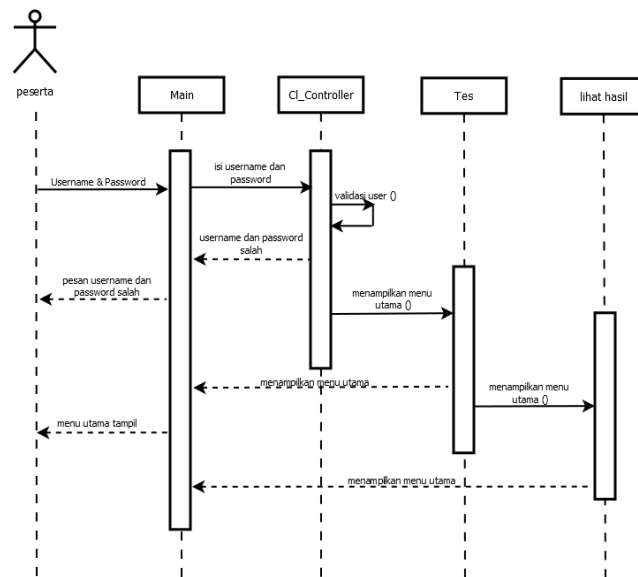 peserta
Main
Cl_Controller
Tes
lihat hasil
Username & Password
isi username dan
password
validasi user ()
username dan password
salah
pesan username dan
password salah
menampilkan menu
utama ()
menampilkan menu utama
menampilkan menu
utama ()
menu utama tampil
menampilkan menu utama